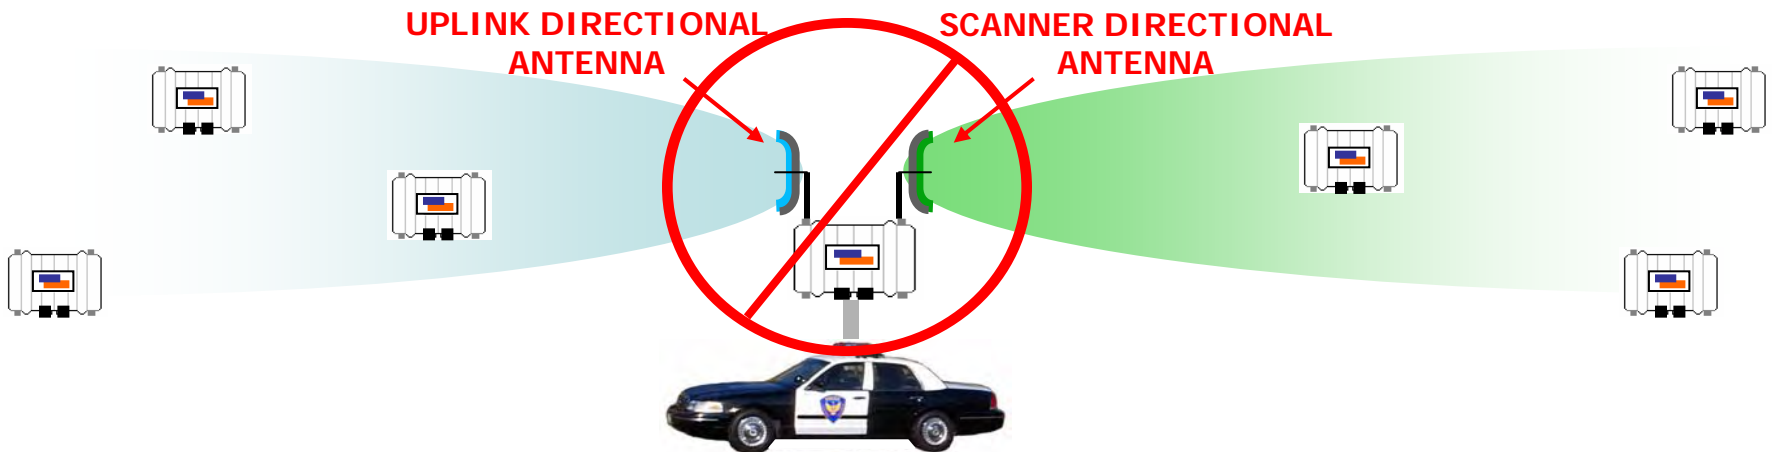 UPLINK DIRECTIONAL
ANTENNA
SCANNER DIRECTIONAL
ANTENNA